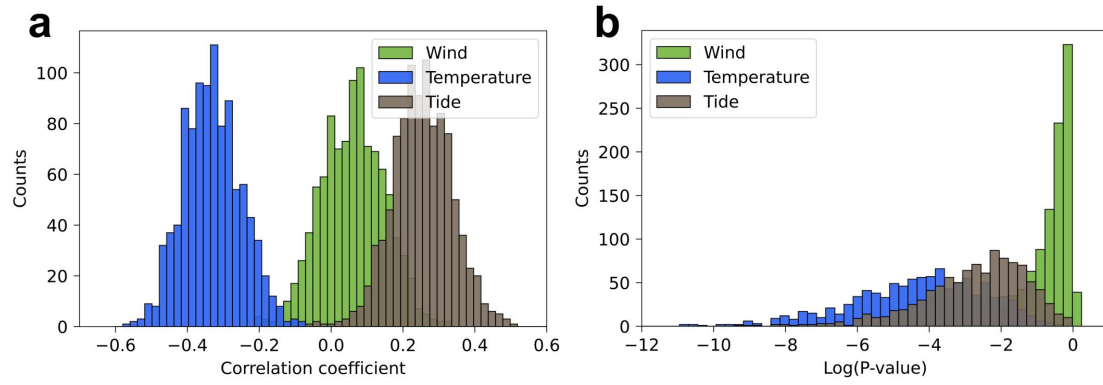 a
Wind
Temperature
Tide
100
80
60
40
20
0
Counts
−0.6 −0.4 −0.2 0.0 0.2 0.4 0.6
Correlation coefficient
b
Wind
Temperature
Tide
300
250
200
150
100
50
0
Counts
−12 −10 −8 −6 −4 −2 0
Log(P-value)